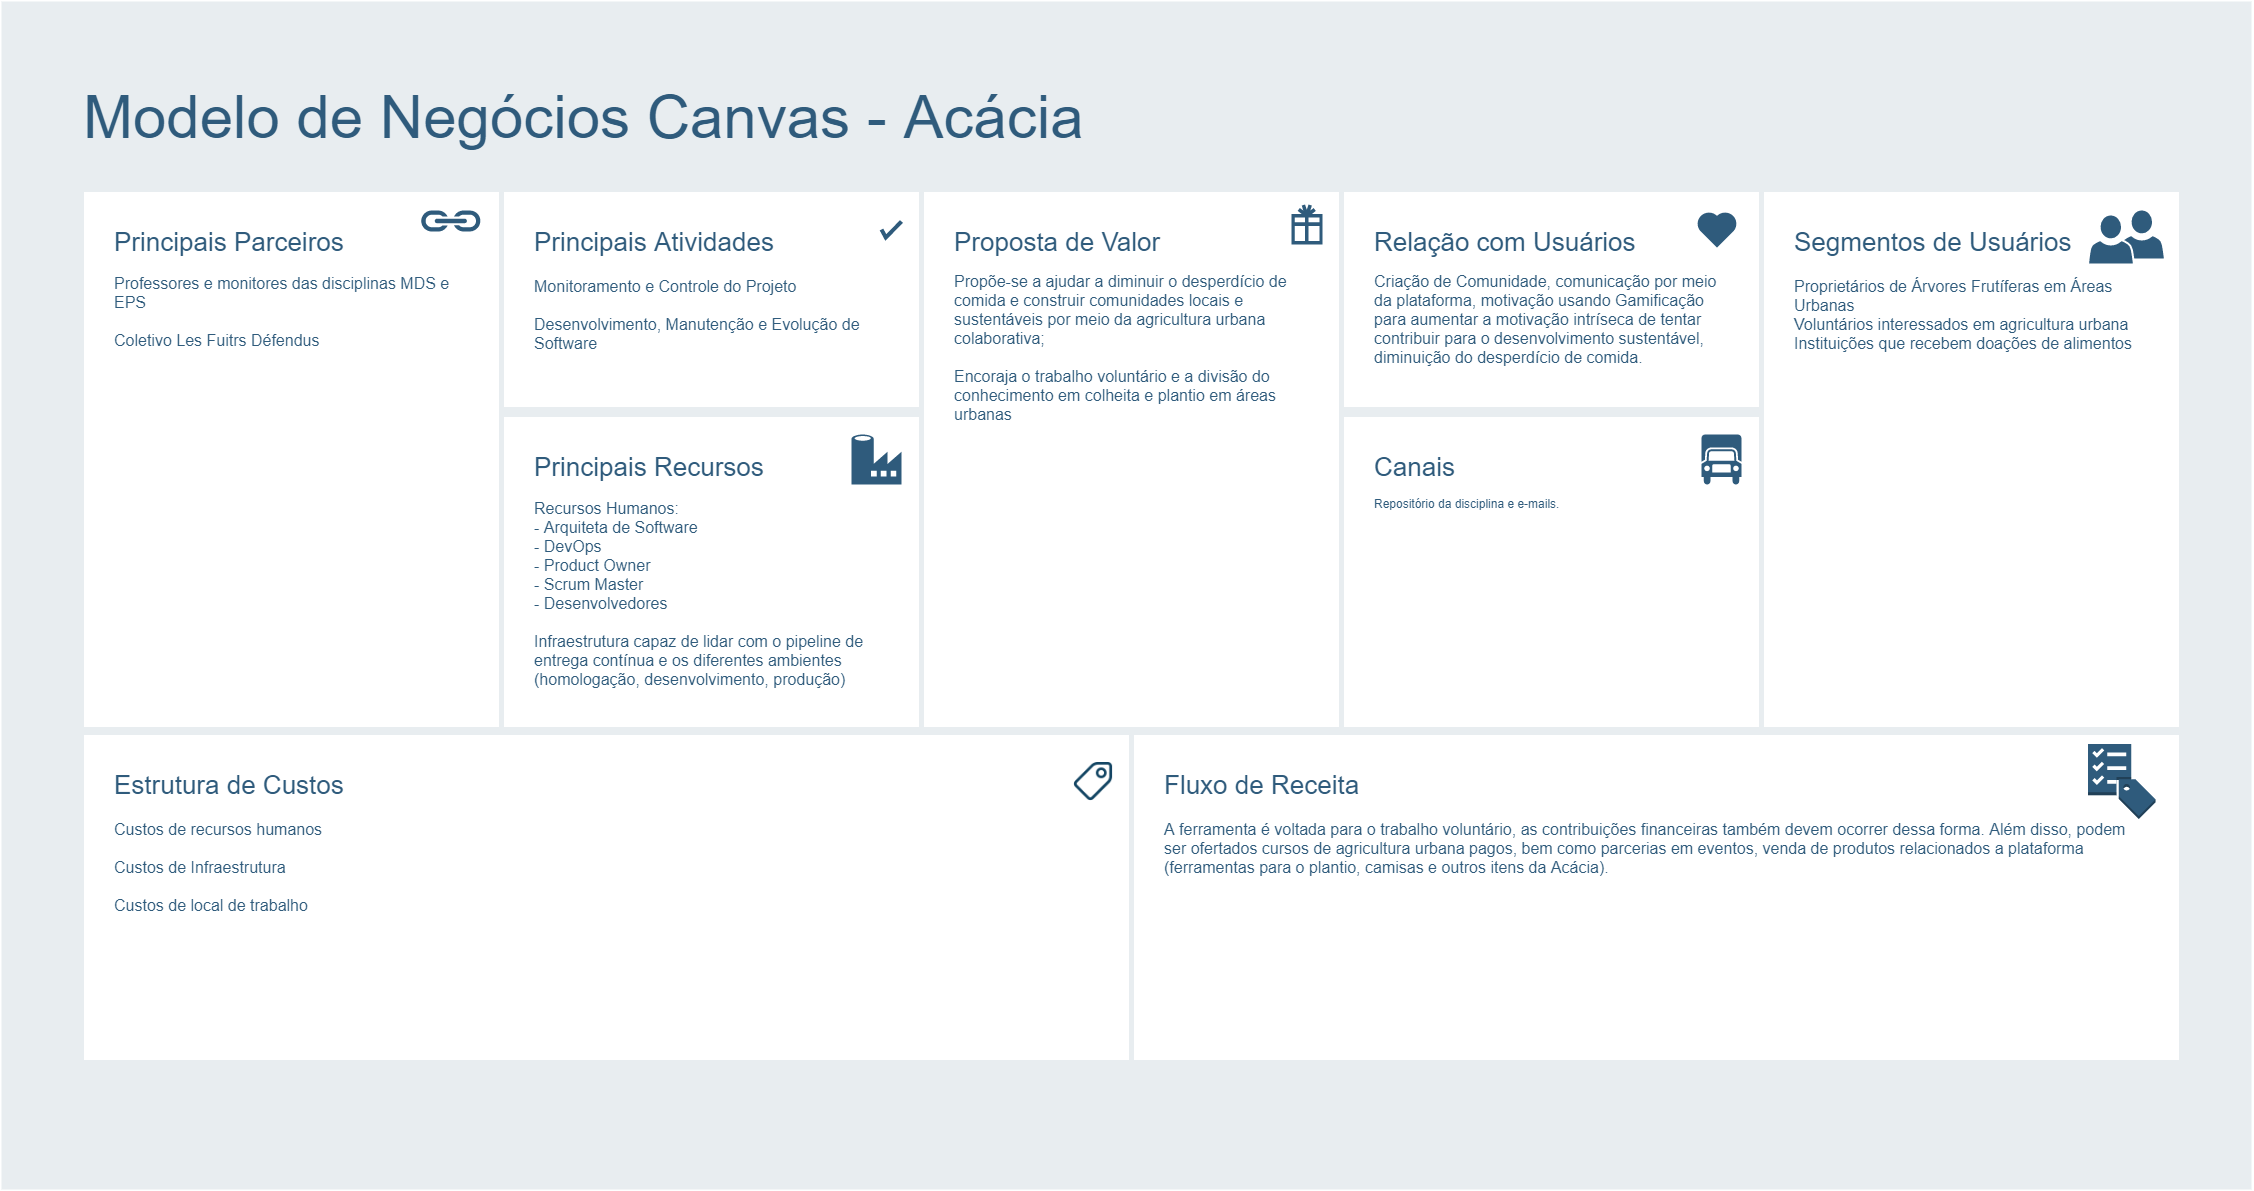 Modelo de Negócios Canvas - Acácia
Principais Parceiros
Professores e monitores das disciplinas MDS e
EPS
Coletivo Les Fuitrs Défendus
Principais Atividades
Monitoramento e Controle do Projeto
Desenvolvimento, Manutenção e Evolução de
Software
Principais Recursos
Recursos Humanos:
- Arquiteta de Software
- DevOps
- Product Owner
- Scrum Master
- Desenvolvedores
Infraestrutura capaz de lidar com o pipeline de
entrega contínua e os diferentes ambientes
(homologação, desenvolvimento, produção)
Proposta de Valor
Propõe-se a ajudar a diminuir o desperdício de
comida e construir comunidades locais e
sustentáveis por meio da agricultura urbana
colaborativa;
Encoraja o trabalho voluntário e a divisão do
conhecimento em colheita e plantio em áreas
urbanas
Relação com Usuários
Criação de Comunidade, comunicação por meio
da plataforma, motivação usando Gamificação
para aumentar a motivação intríseca de tentar
contribuir para o desenvolvimento sustentável,
diminuição do desperdício de comida.
Canais
Repositório da disciplina e e-mails.
Segmentos de Usuários
Proprietários de Árvores Frutíferas em Áreas
Urbanas
Voluntários interessados em agricultura urbana
Instituições que recebem doações de alimentos
Estrutura de Custos
Custos de recursos humanos
Custos de Infraestrutura
Custos de local de trabalho
Fluxo de Receita
A ferramenta é voltada para o trabalho voluntário, as contribuições financeiras também devem ocorrer dessa forma. Além disso, podem
ser ofertados cursos de agricultura urbana pagos, bem como parcerias em eventos, venda de produtos relacionados a plataforma
(ferramentas para o plantio, camisas e outros itens da Acácia).